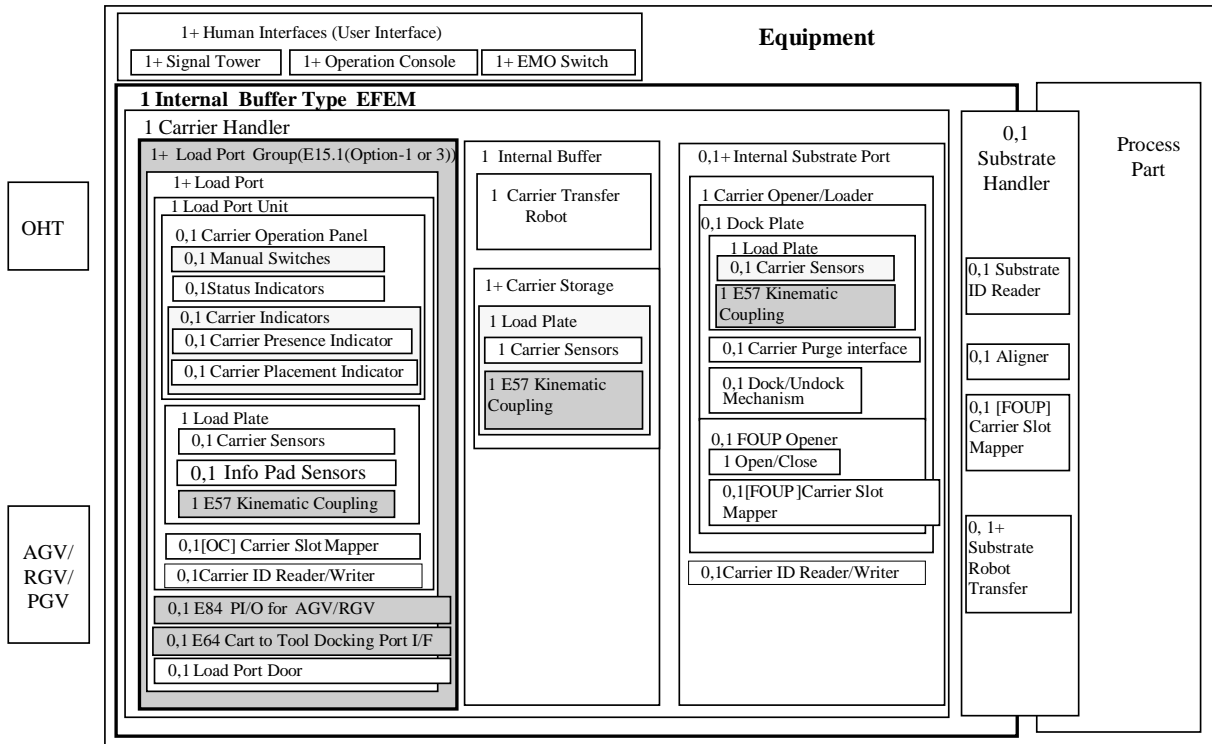 1+ Human Interfaces (User Interface)
1+ Signal Tower
1+ Operation Console
1+ EMO Switch
Equipment
1 Internal Buffer Type EFEM
1 Carrier Handler
1+ Load Port Group(E15.1(Option-1 or 3))
1+ Load Port
1 Load Port Unit
0,1 Carrier Operation Panel
0,1 Manual Switches
0,1Status Indicators
0,1 Carrier Indicators
0,1 Carrier Presence Indicator
0,1 Carrier Placement Indicator
1 Load Plate
0,1 Carrier Sensors
0,1 Info Pad Sensors
1 E57 Kinematic Coupling
0,1[OC] Carrier Slot Mapper
0,1Carrier ID Reader/Writer
0,1 E84 PI/O for AGV/RGV
0,1 E64 Cart to Tool Docking Port I/F
0,1 Load Port Door
1 Internal Buffer
1 Carrier Transfer
Robot
1+ Carrier Storage
1 Load Plate
1 Carrier Sensors
1 E57 Kinematic
Coupling
0,1+ Internal Substrate Port
1 Carrier Opener/Loader
0,1 Dock Plate
1 Load Plate
0,1 Carrier Sensors
1 E57 Kinematic
Coupling
0,1 Carrier Purge interface
0,1 Dock/Undock
Mechanism
0,1 FOUP Opener
1 Open/Close
0,1[FOUP]Carrier Slot
Mapper
0,1Carrier ID Reader/Writer
0,1
Substrate
Handler
0,1 Substrate
ID Reader
0,1 Aligner
0,1 [FOUP]
Carrier Slot
Mapper
0, 1+
Substrate
Robot
Transfer
Process
Part
OHT
AGV/
RGV/
PGV